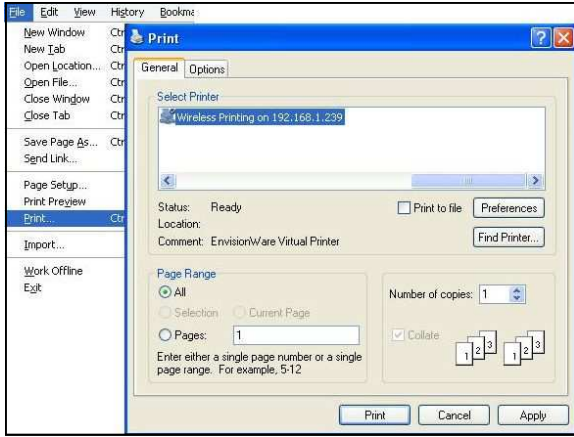 File Edit View History Bookma
New Window Ctr
New Tab Ctr
Open Location... Ctr
Open File... Ctr
Close Window Ctr
Close Tab Ctr
Save Page As... Ctr
Send Link...
Page Setup...
Print Preview
Print... Ctr
Import...
Work Offline
Exit
Print
General Options
Select Printer
Wireless Printing on 192.168.1.239
Status: Ready
Location:
Comment: EnvisionWare Virtual Printer
Print to file Preferences
Find Printer...
Page Range
All
Selection Current Page
Pages: 1
Enter either a single page number or a single
page range. For example, 5-12
Number of copies: 1
Collate
1 2 3 1 2 3
Print Cancel Apply